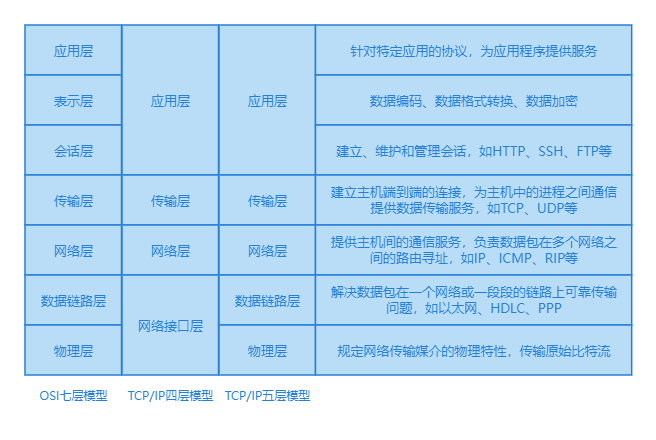 应用层
针对特定应用的协议，为应用程序提供服务
表示层
应用层
应用层
数据编码、数据格式转换、数据加密
会话层
建立、维护和管理会话，如HTTP、SSH、FTP等
传输层
传输层
传输层
建立主机端到端的连接，为主机中的进程之间通信
提供数据传输服务，如TCP、UDP等
网络层
网络层
网络层
提供主机间的通信服务，负责数据包在多个网络之
间的路由寻址，如IP、ICMP、RIP等
数据链路层
网络接口层
数据链路层
解决数据包在一个网络或一段段的链路上可靠传输
问题，如以太网、HDLC、PPP
物理层
物理层
规定网络传输媒介的物理特性，传输原始比特流
OSI七层模型
TCP/IP四层模型
TCP/IP五层模型